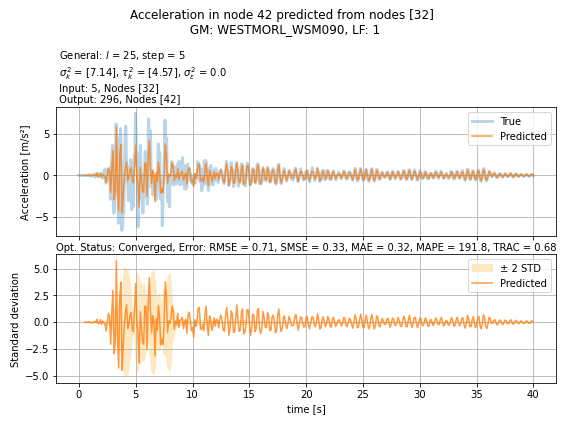 Acceleration in node 42 predicted from nodes [32]
GM: WESTMORL_WSM090, LF: 1
General: l = 25, step = 5
σ_k² = [7.14], τ_k² = [4.57], σ_ε² = 0.0
Input: 5, Nodes [32]
Output: 296, Nodes [42]
Acceleration [m/s²]
5
0
−5
True
Predicted
Opt. Status: Converged, Error: RMSE = 0.71, SMSE = 0.33, MAE = 0.32, MAPE = 191.8, TRAC = 0.68
Standard deviation
5.0
2.5
0.0
−2.5
−5.0
± 2 STD
Predicted
0 5 10 15 20 25 30 35 40
time [s]